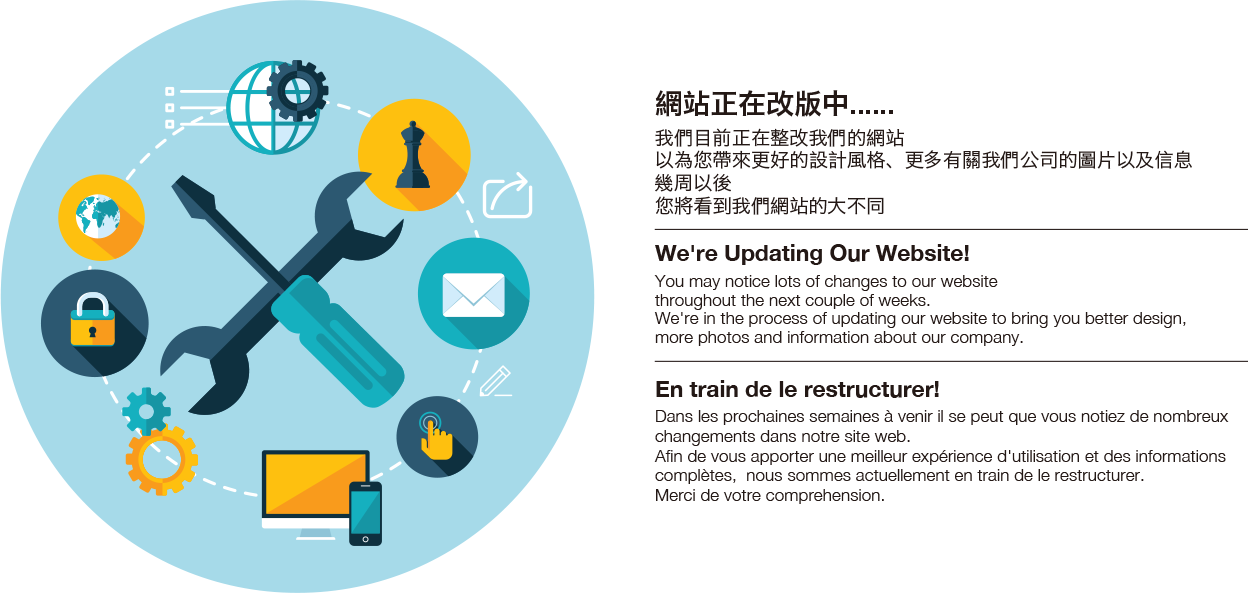 網站正在改版中......
我們目前正在整改我們的網站
以為您帶來更好的設計風格、更多有關我們公司的圖片以及信息
幾周以後
您將看到我們網站的大不同
We're Updating Our Website!
You may notice lots of changes to our website
throughout the next couple of weeks.
We're in the process of updating our website to bring you better design,
more photos and information about our company.
En train de le restructurer!
Dans les prochaines semaines à venir il se peut que vous notiez de nombreux
changements dans notre site web.
Afin de vous apporter une meilleur expérience d'utilisation et des informations
complètes,  nous sommes actuellement en train de le restructurer.
Merci de votre comprehension.